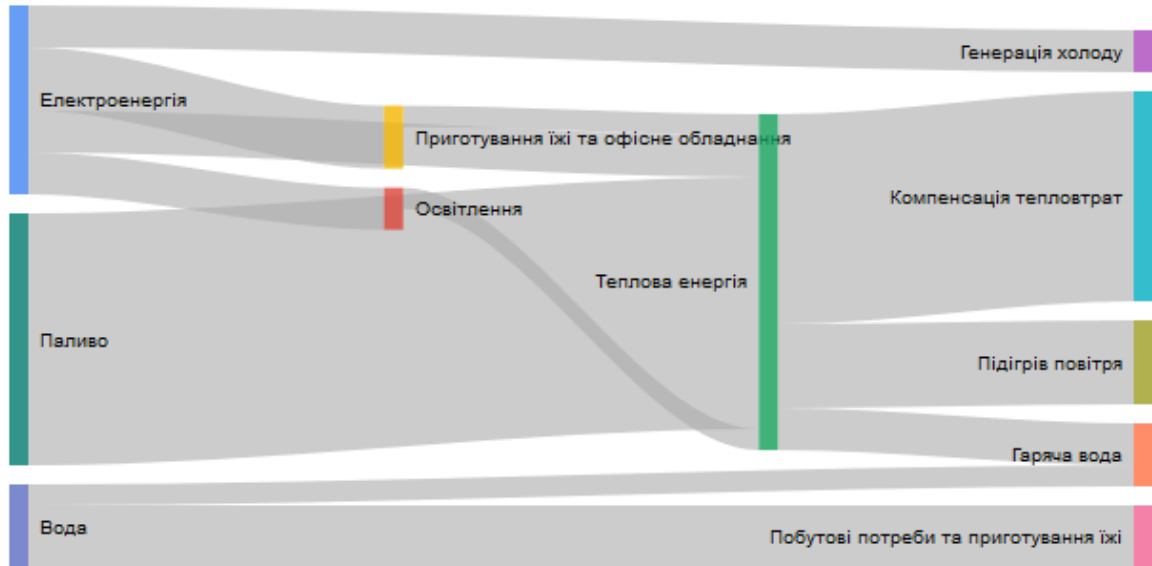 Генерація холоду
Електроенергія
Приготування їжі та офісне обладнання
Компенсація тепловтрат
Освітлення
Теплова енергія
Паливо
Підігрів повітря
Гаряча вода
Вода
Побутові потреби та приготування їжі